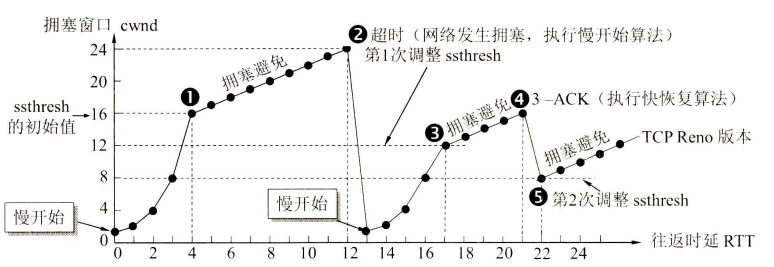 拥塞窗口 cwnd
❷超时（网络发生拥塞，执行慢开始算法）
第1次调整 ssthresh
24
20
16
12
8
4
0
ssthresh
的初始值
❶
拥塞避免
❸
拥塞避免
❹3-ACK（执行快恢复算法）
拥塞避免
TCP Reno 版本
❺第2次调整 ssthresh
慢开始
慢开始
0 2 4 6 8 10 12 14 16 18 20 22 24
往返时延 RTT